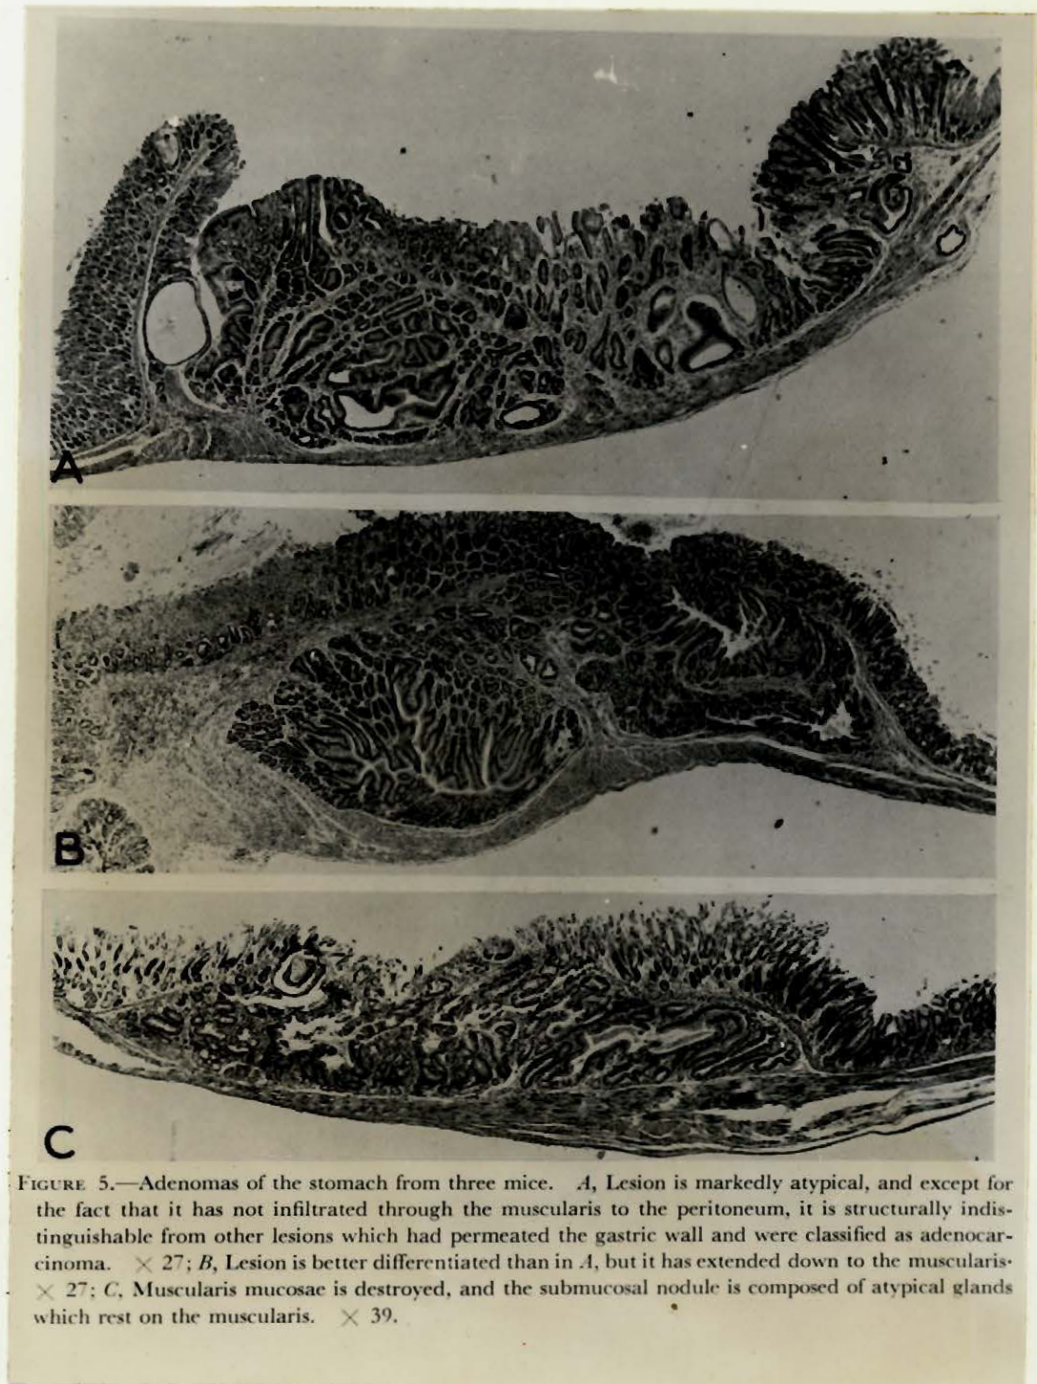 A
B
C
FIGURE 5.—Adenomas of the stomach from three mice. A, Lesion is markedly atypical, and except for
the fact that it has not infiltrated through the muscularis to the peritoneum, it is structurally indis-
tinguishable from other lesions which had permeated the gastric wall and were classified as adenocar-
cinoma. × 27; B, Lesion is better differentiated than in A, but it has extended down to the muscularis.
× 27; C, Muscularis mucosae is destroyed, and the submucosal nodule is composed of atypical glands
which rest on the muscularis. × 39.